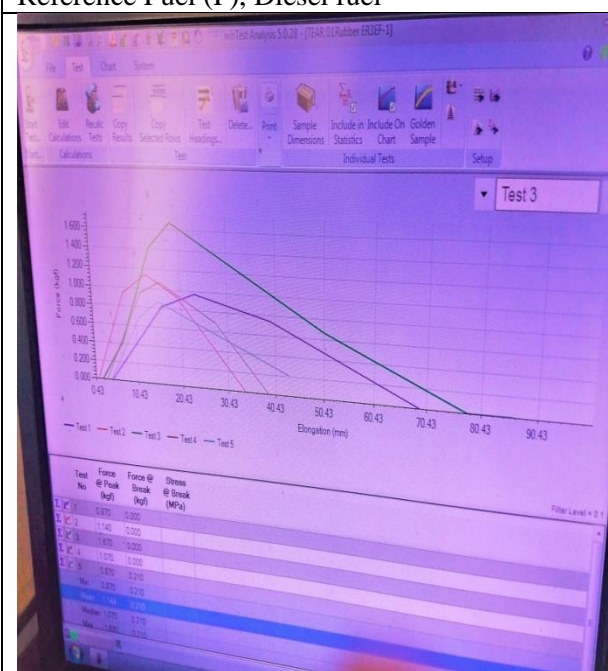 Reference Fuel (F), Diesel fuel
winTest Analysis 5.0.28 - [TEAR 01Rubber ER3EF-1]
File Test Chart System
Start Test... Edit Calculations Recalc Tests Copy Results Copy Selected Rows Test Headings... Delete... Print Sample Dimensions Include in Statistics Include On Chart Golden Sample
Calculations Test Individual Tests Setup
Test 3
Force (kgf)
1.600
1.400
1.200
1.000
0.800
0.600
0.400
0.200
0.000
0.43 10.43 20.43 30.43 40.43 50.43 60.43 70.43 80.43 90.43
Elongation (mm)
Test 1 Test 2 Test 3 Test 4 Test 5
Filter Level = 0.1
Test No Force @ Peak (kgf) Force @ Break (kgf) Stress @ Break (MPa)
1 0.970 0.000
2 1.140 0.000
3 1.670 0.000
4 1.070 0.000
5 0.870 0.210
Min 0.870 0.210
Mean 1.144 0.210
Median 1.070 0.210
Max 1.670 0.210